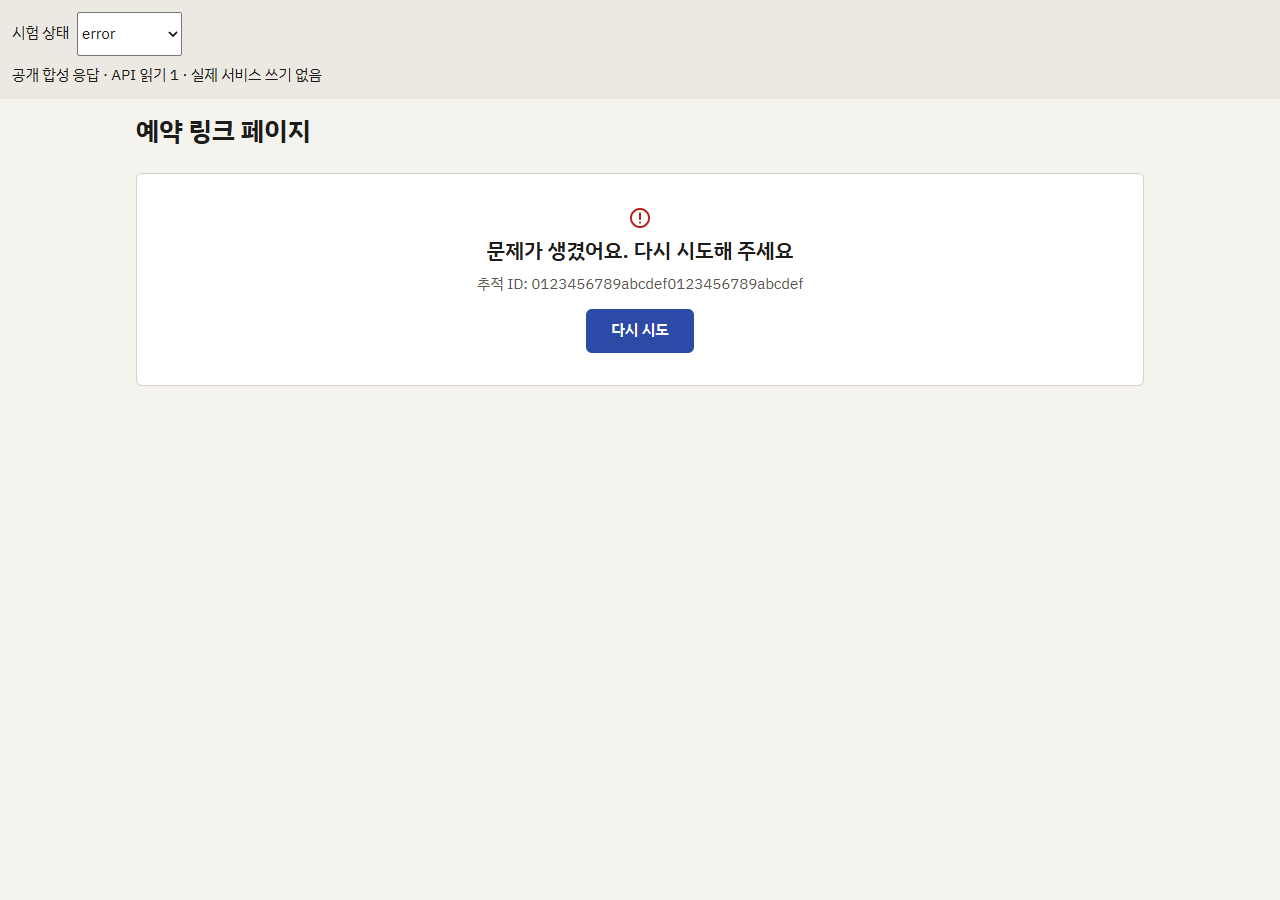 시험 상태 error
공개 합성 응답 · API 읽기 1 · 실제 서비스 쓰기 없음
예약 링크 페이지
문제가 생겼어요. 다시 시도해 주세요
추적 ID: 0123456789abcdef0123456789abcdef
다시 시도